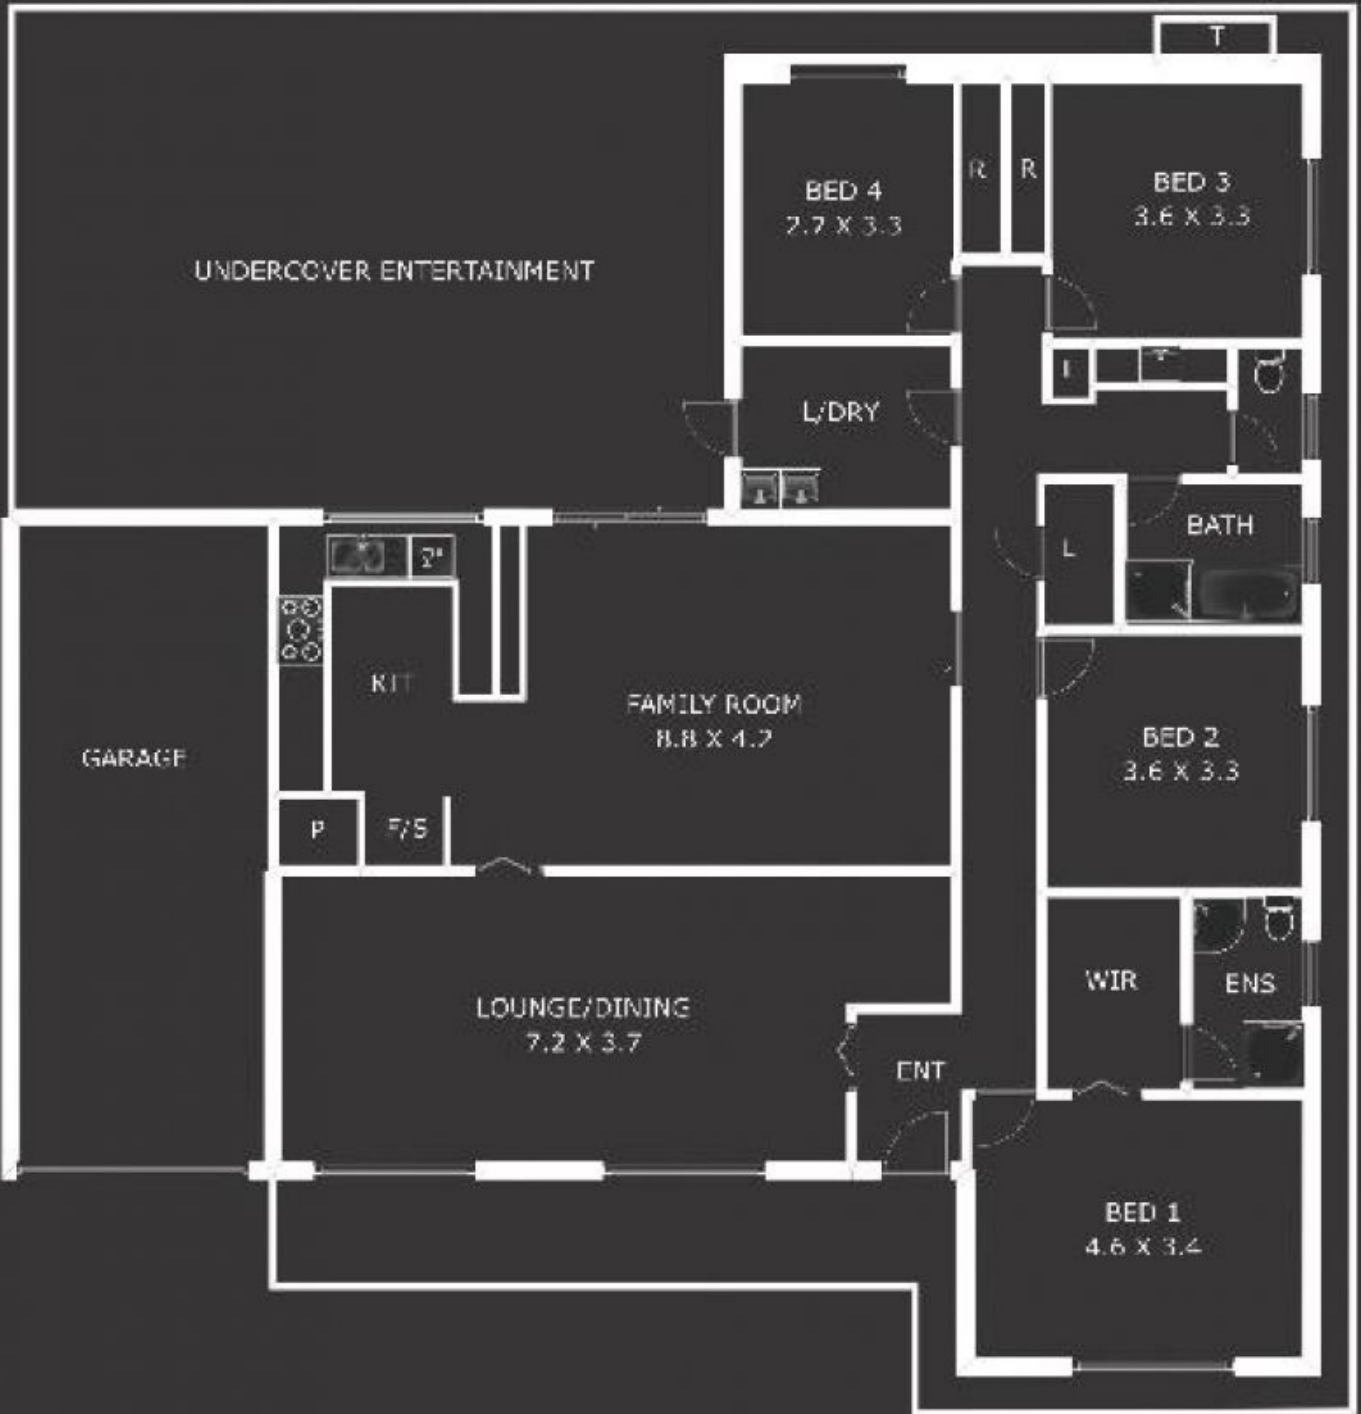 T
BED 4
2.7 X 3.3
R
R
BED 3
3.6 X 3.3
UNDERCOVER ENTERTAINMENT
L/DRY
BATH
L
KIT
FAMILY ROOM
8.8 X 4.2
GARAGE
BED 2
3.6 X 3.3
P
F/S
WIR
ENS
LOUNGE/DINING
7.2 X 3.7
ENT
BED 1
4.6 X 3.4